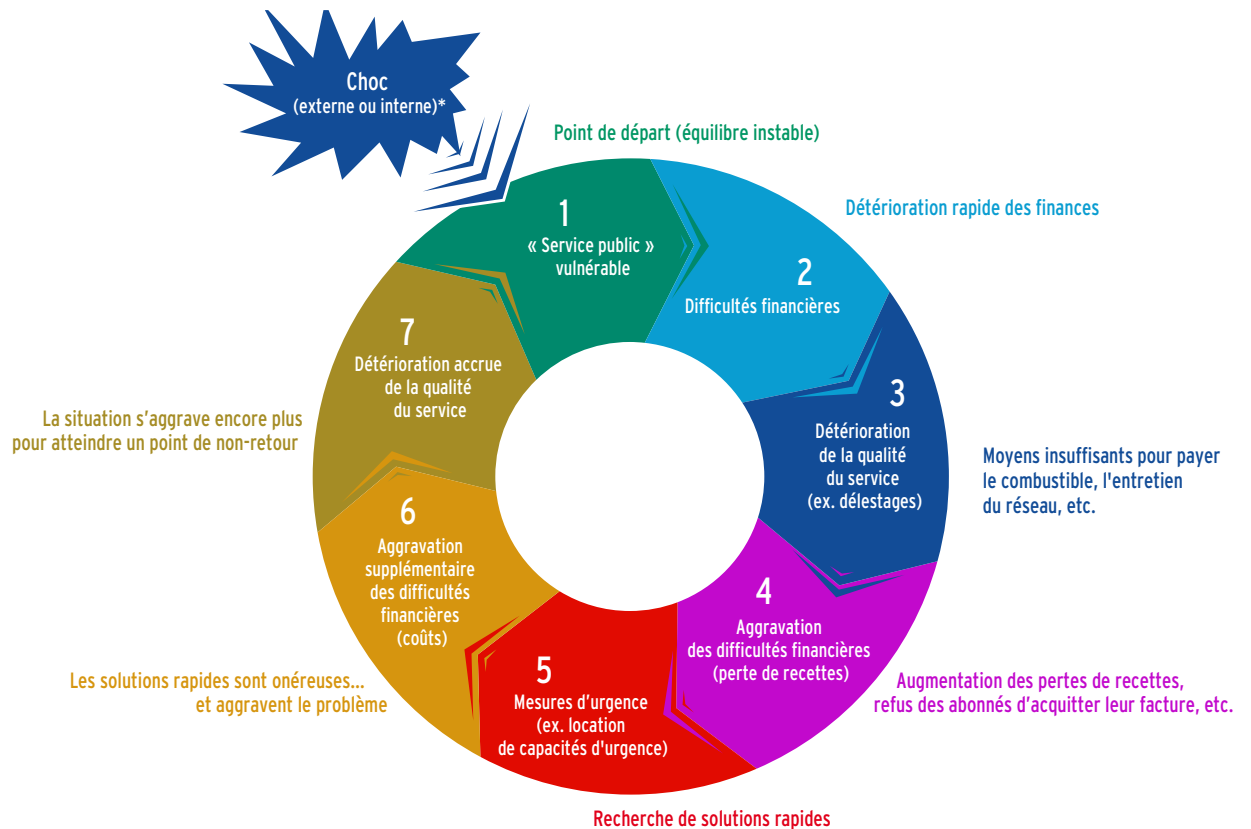 Choc
(externe ou interne)*
Point de départ (équilibre instable)
1
« Service public »
vulnérable
Détérioration rapide des finances
2
Difficultés financières
3
Détérioration
de la qualité
du service
(ex. délestages)
Moyens insuffisants pour payer
le combustible, l'entretien
du réseau, etc.
4
Aggravation
des difficultés financières
(perte de recettes)
Augmentation des pertes de recettes,
refus des abonnés d’acquitter leur facture, etc.
5
Mesures d’urgence
(ex. location
de capacités d'urgence)
Recherche de solutions rapides
6
Aggravation
supplémentaire
des difficultés
financières
(coûts)
Les solutions rapides sont onéreuses...
et aggravent le problème
7
Détérioration accrue
de la qualité
du service
La situation s’aggrave encore plus
pour atteindre un point de non-retour